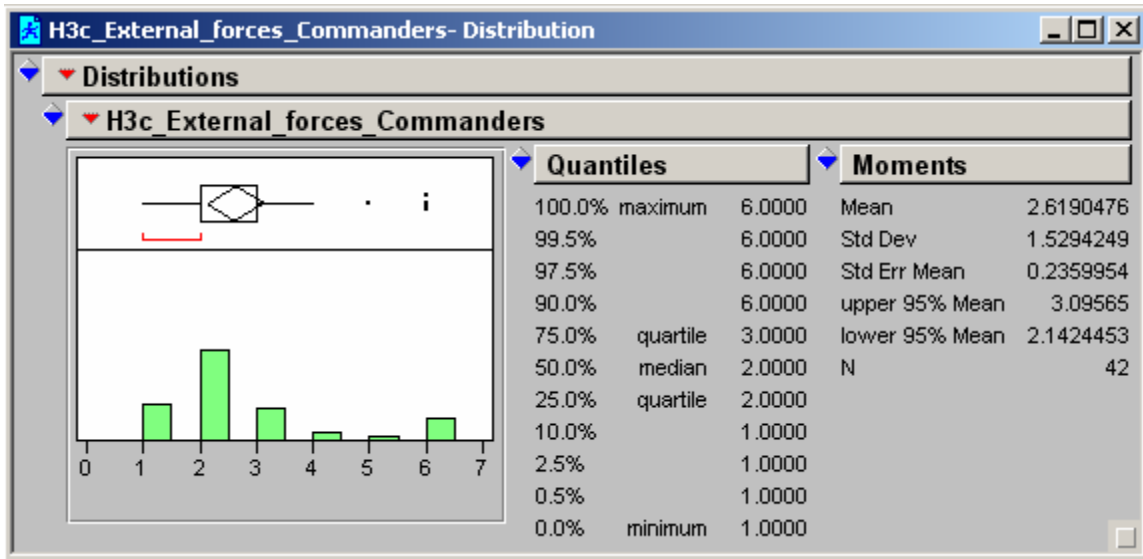 H3c_External_forces_Commanders- Distribution
Distributions
H3c_External_forces_Commanders
0 1 2 3 4 5 6 7
Quantiles
100.0% maximum 6.0000
99.5% 6.0000
97.5% 6.0000
90.0% 6.0000
75.0% quartile 3.0000
50.0% median 2.0000
25.0% quartile 2.0000
10.0% 1.0000
2.5% 1.0000
0.5% 1.0000
0.0% minimum 1.0000
Moments
Mean 2.6190476
Std Dev 1.5294249
Std Err Mean 0.2359954
upper 95% Mean 3.09565
lower 95% Mean 2.1424453
N 42